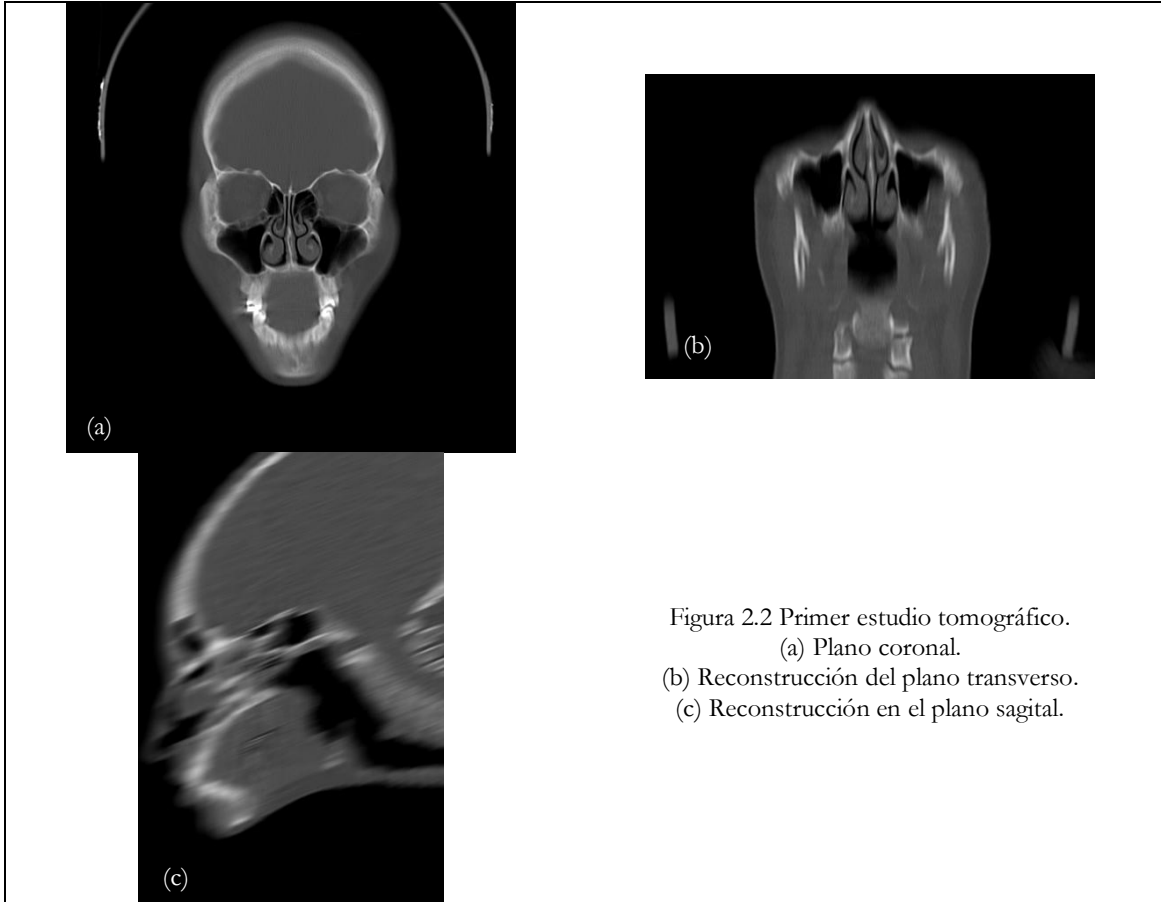 (a)
(b)
(c)
Figura 2.2 Primer estudio tomográfico.
(a) Plano coronal.
(b) Reconstrucción del plano transverso.
(c) Reconstrucción en el plano sagital.